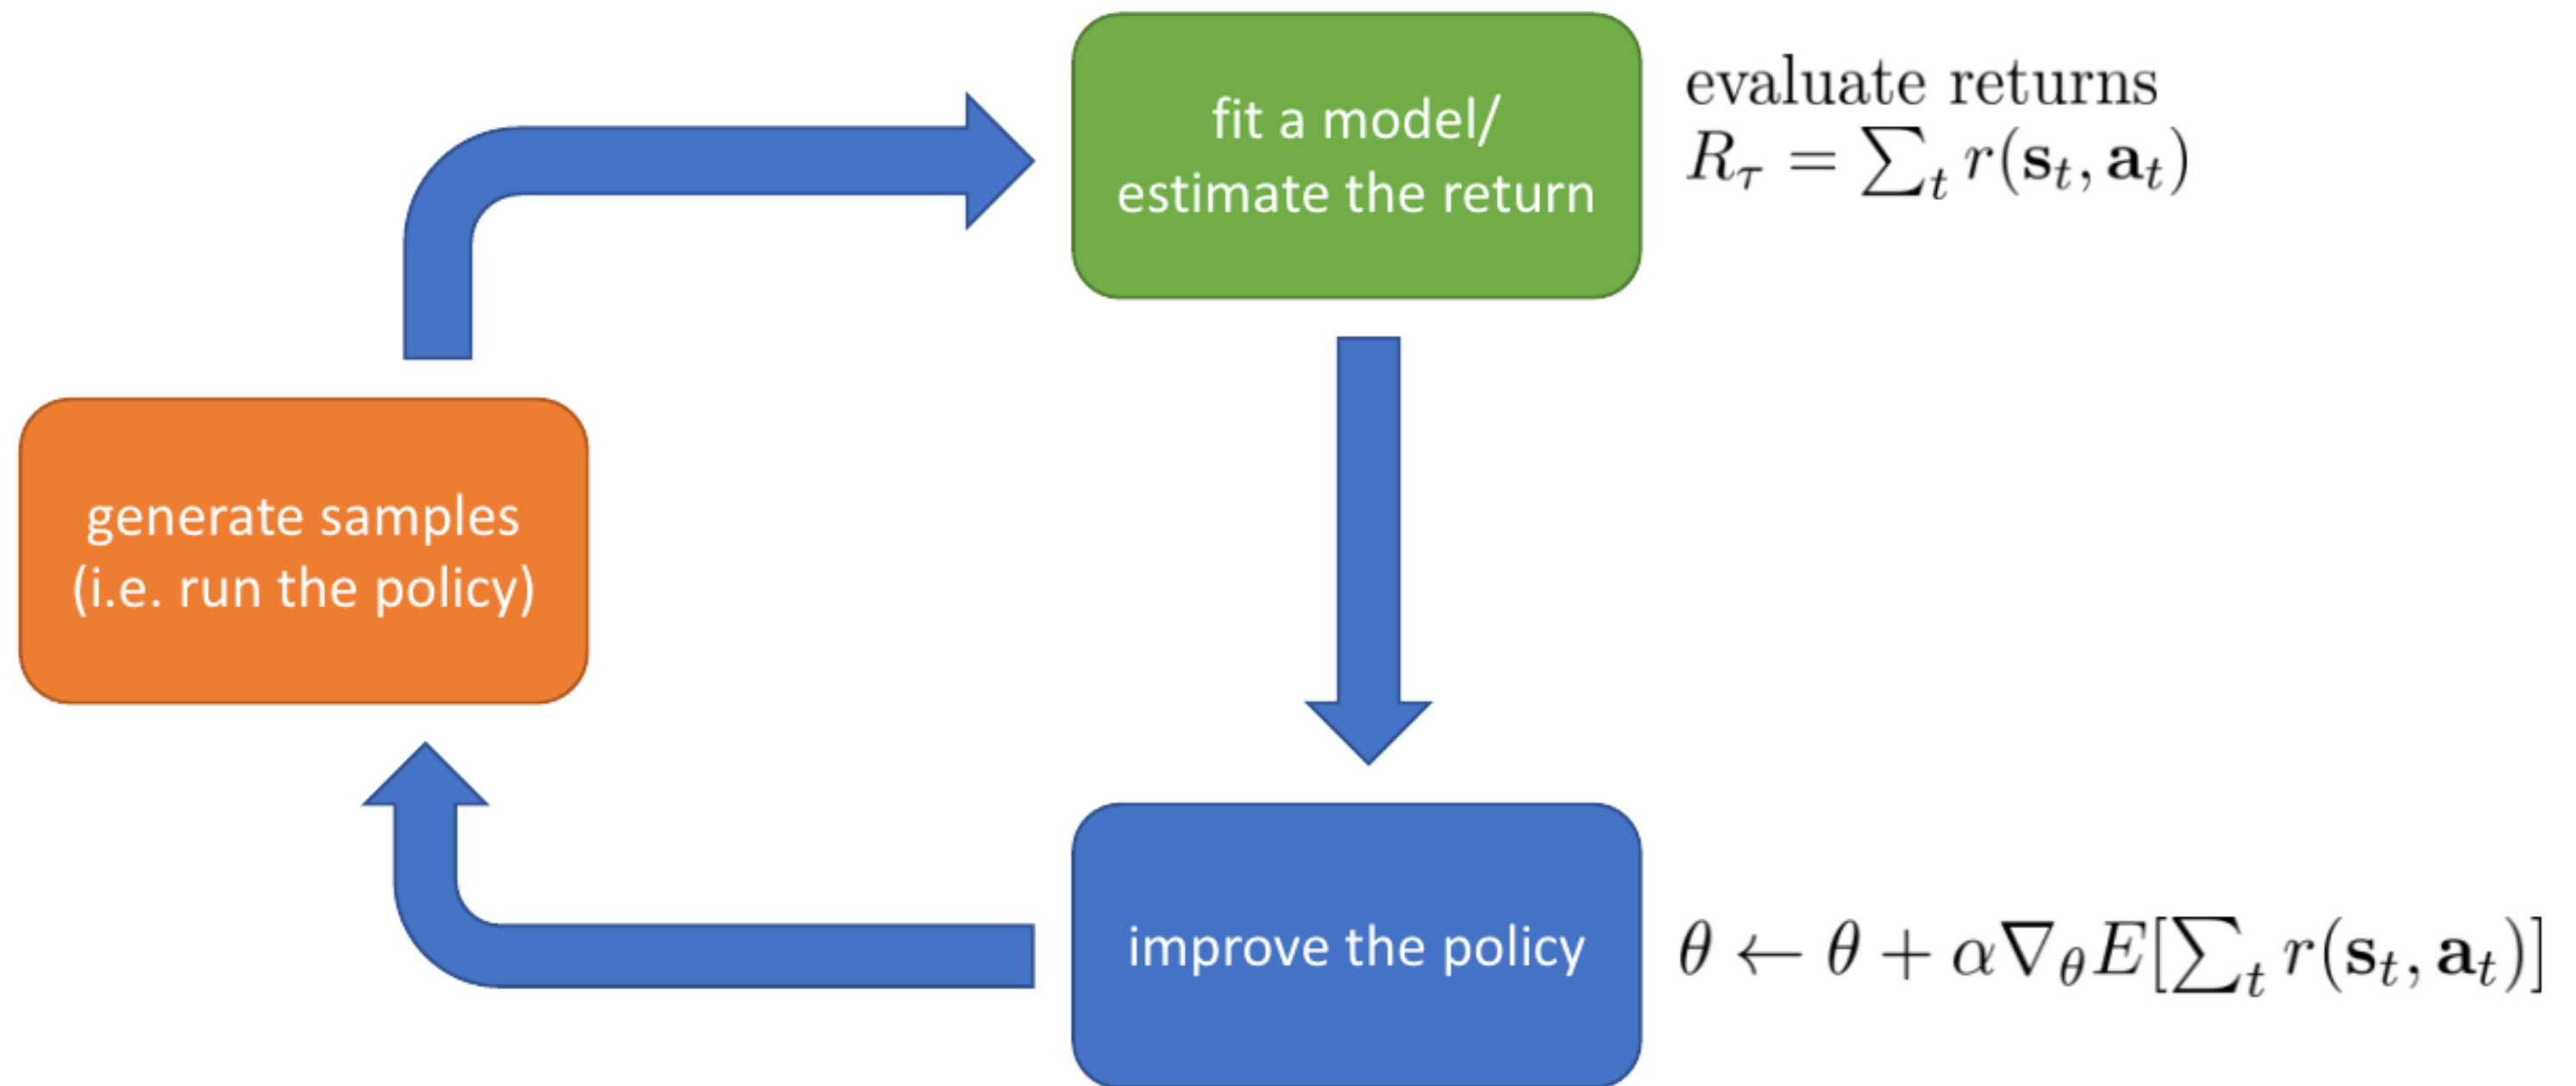 fit a model/
estimate the return
evaluate returns
R_τ = ∑_t r(s_t, a_t)
generate samples
(i.e. run the policy)
improve the policy
θ ← θ + α∇_θ E[∑_t r(s_t, a_t)]